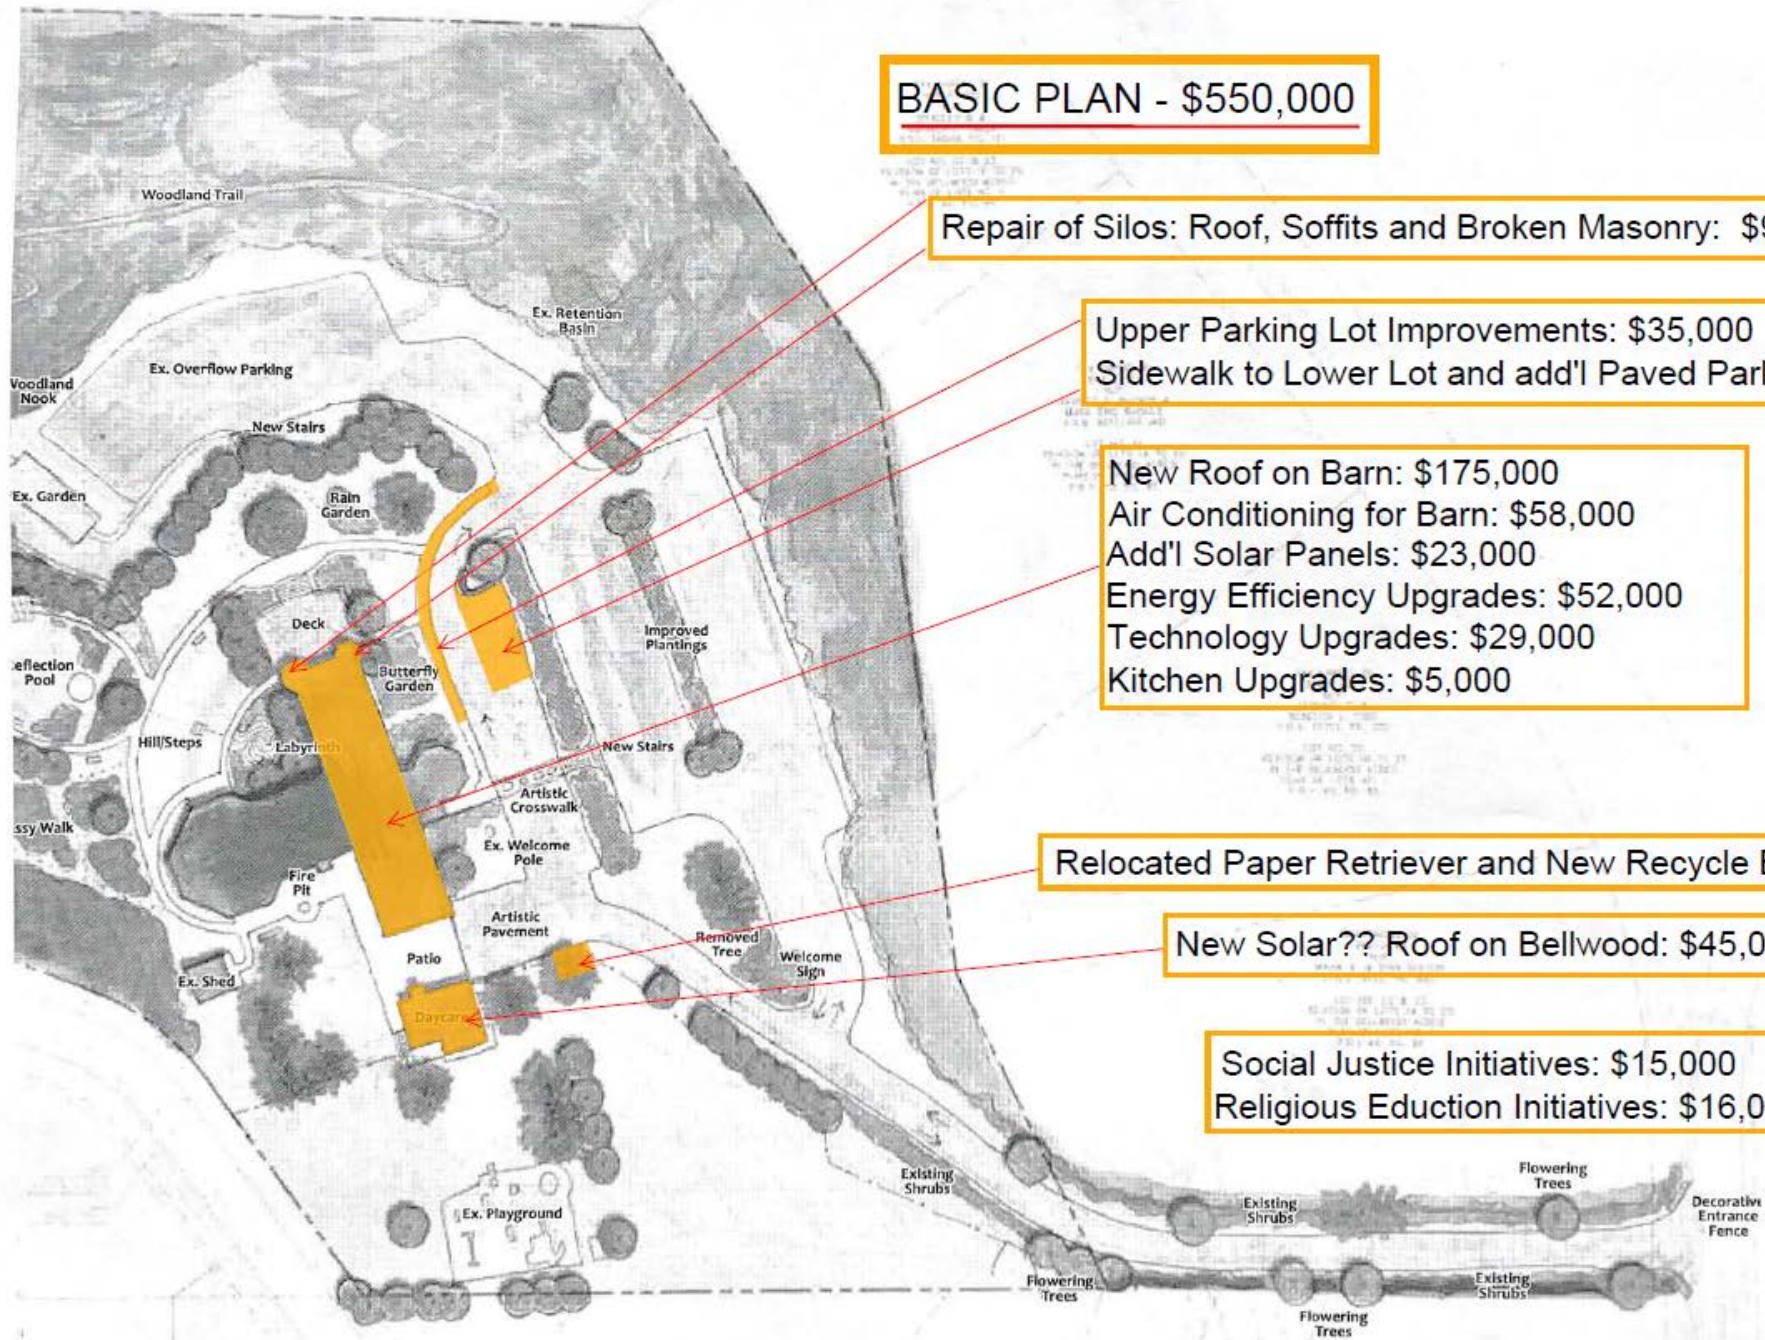 BASIC PLAN - $550,000
Repair of Silos: Roof, Soffits and Broken Masonry: $9
Upper Parking Lot Improvements: $35,000
Sidewalk to Lower Lot and add'l Paved
New Roof on Barn: $175,000
Air Conditioning for Barn: $58,000
Add'l Solar Panels: $23,000
Energy Efficiency Upgrades: $52,000
Technology Upgrades: $29,000
Kitchen Upgrades: $5,000
Relocated Paper Retriever and New Recycle
New Solar?? Roof on Bellwood: $45,0
Social Justice Initiatives: $15,000
Religious Eduction Initiatives: $16,0
Woodland Trail
Ex. Retention
Basin
Ex. Overflow Parking
Woodland
Nook
New Stairs
Ex. Garden
Rain
Garden
Deck
Improved
Plantings
Reflection
Pool
Butterfly
Garden
Hill/Steps
Labyrinth
New Stairs
Artistic
Crosswalk
ssy Walk
Ex. Welcome
Pole
Fire
Pit
Artistic
Pavement
Removed
Tree
Patio
Welcome
Sign
Ex. Shed
Daycare
Ex. Playground
Existing
Shrubs
Existing
Shrubs
Flowering
Trees
Decorative
Entrance
Fence
Flowering
Trees
Existing
Shrubs
Flowering
Trees